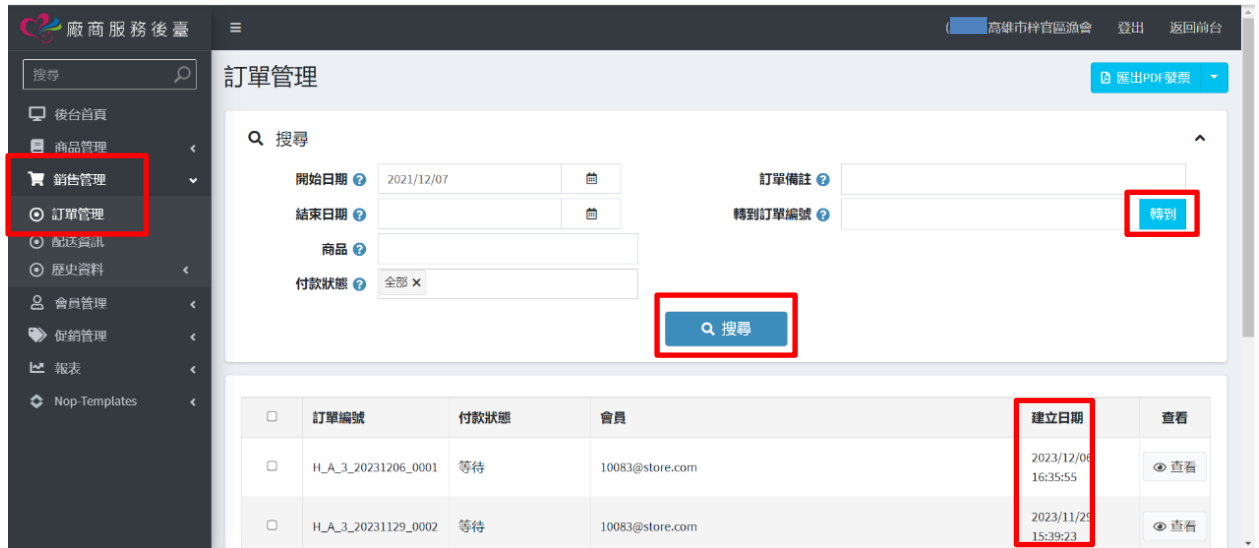 廠商服務後臺
(
高雄市梓官區漁會
登出
返回前台
搜尋
後台首頁
商品管理
銷售管理
訂單管理
配送資訊
歷史資料
會員管理
促銷管理
報表
Nop-Templates
訂單管理
匯出PDF發票
搜尋
開始日期
2021/12/07
訂單備註
結束日期
轉到訂單編號
轉到
商品
付款狀態
全部
搜尋
訂單編號 付款狀態 會員 建立日期 查看
H_A_3_20231206_0001 等待 10083@store.com 2023/12/06
16:35:55
查看
H_A_3_20231129_0002 等待 10083@store.com 2023/11/29
15:39:23
查看